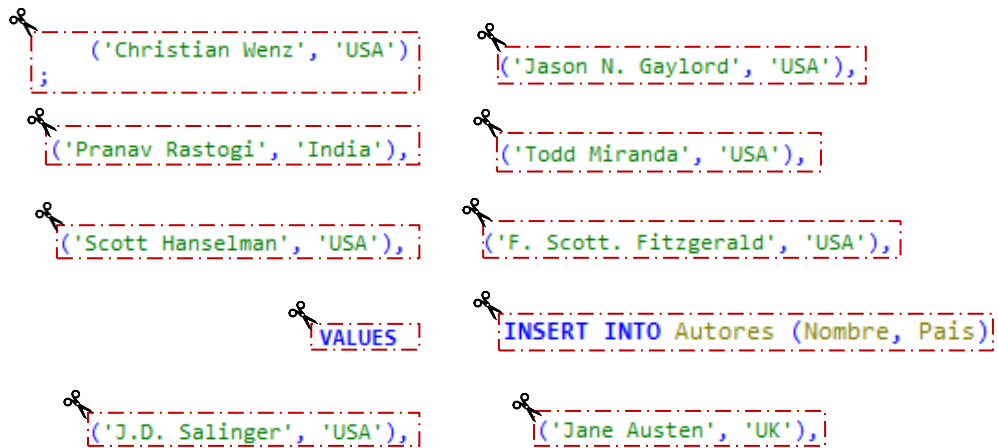 ('Christian Wenz', 'USA')
;
('Jason N. Gaylord', 'USA'),
('Pranav Rastogi', 'India'),
('Todd Miranda', 'USA'),
('Scott Hanselman', 'USA'),
('F. Scott. Fitzgerald', 'USA'),
VALUES
INSERT INTO Autores (Nombre, Pais)
('J.D. Salinger', 'USA'),
('Jane Austen', 'UK'),